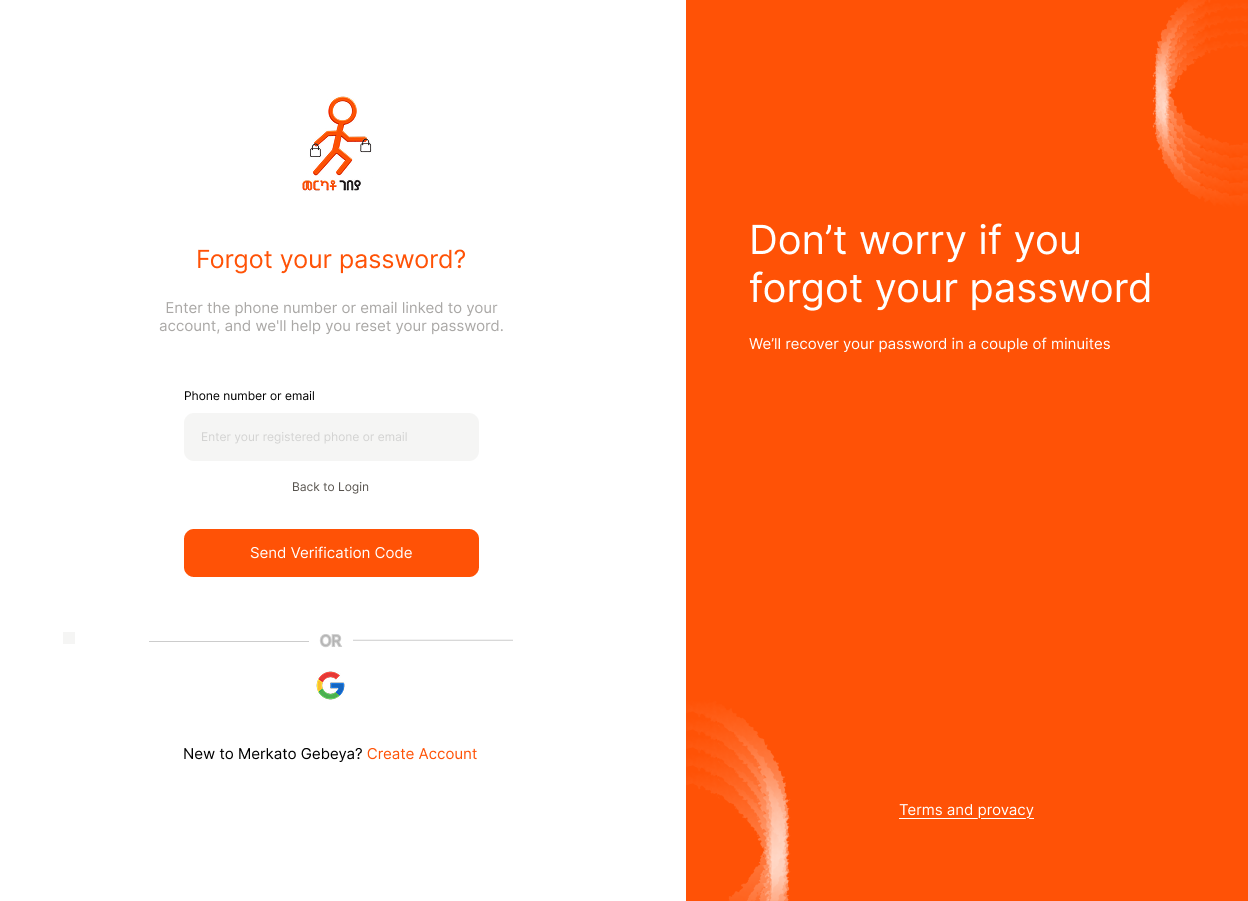 መርካቶ ገበያ
Forgot your password?
Enter the phone number or email linked to your
account, and we'll help you reset your password.
Phone number or email
Enter your registered phone or email
Back to Login
Send Verification Code
OR
New to Merkato Gebeya? Create Account
Don’t worry if you
forgot your password
We’ll recover your password in a couple of minuites
Terms and provacy